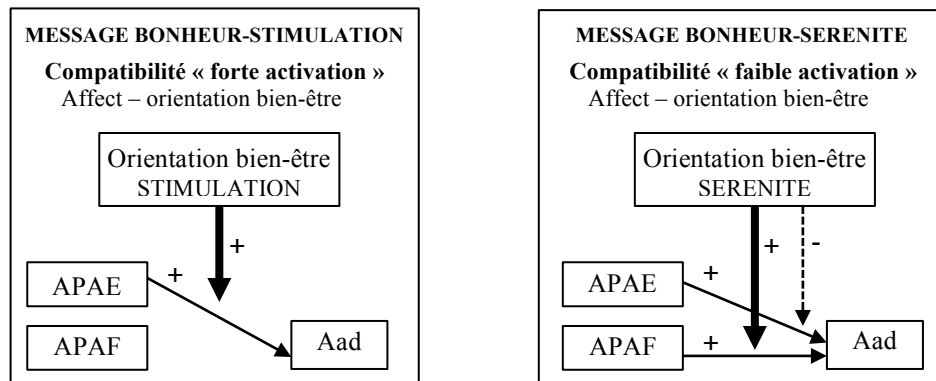 MESSAGE BONHEUR-STIMULATION
Compatibilité « forte activation »
Affect – orientation bien-être
Orientation bien-être
STIMULATION
+
+
APAE
APAF
Aad
MESSAGE BONHEUR-SERENITE
Compatibilité « faible activation »
Affect – orientation bien-être
Orientation bien-être
SERENITE
+
-
+
APAE
APAF
+
Aad